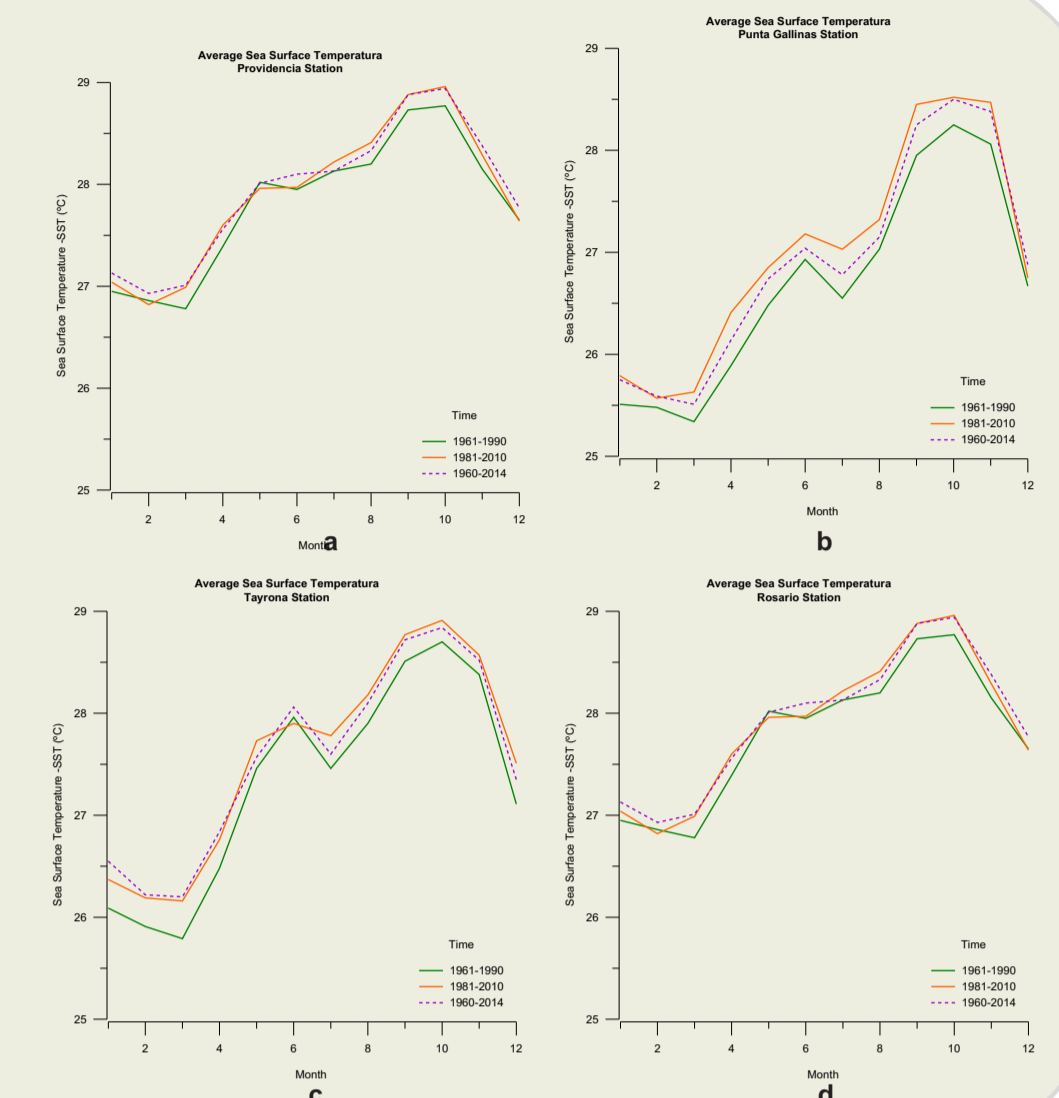 Average Sea Surface Temperatura
Providencia Station
Sea Surface Temperature -SST (ºC)
29
28
27
26
25
Time
1961-1990
1981-2010
1960-2014
2
4
6
8
10
12
Month
a
Average Sea Surface Temperatura
Punta Gallinas Station
Sea Surface Temperature -SST (ºC)
29
28
27
26
25
Time
1961-1990
1981-2010
1960-2014
2
4
6
8
10
12
Month
b
Average Sea Surface Temperatura
Tayrona Station
Sea Surface Temperature -SST (ºC)
29
28
27
26
25
Time
1961-1990
1981-2010
1960-2014
2
4
6
8
10
12
Month
c
Average Sea Surface Temperatura
Rosario Station
Sea Surface Temperature -SST (ºC)
29
28
27
26
25
Time
1961-1990
1981-2010
1960-2014
2
4
6
8
10
12
Month
d